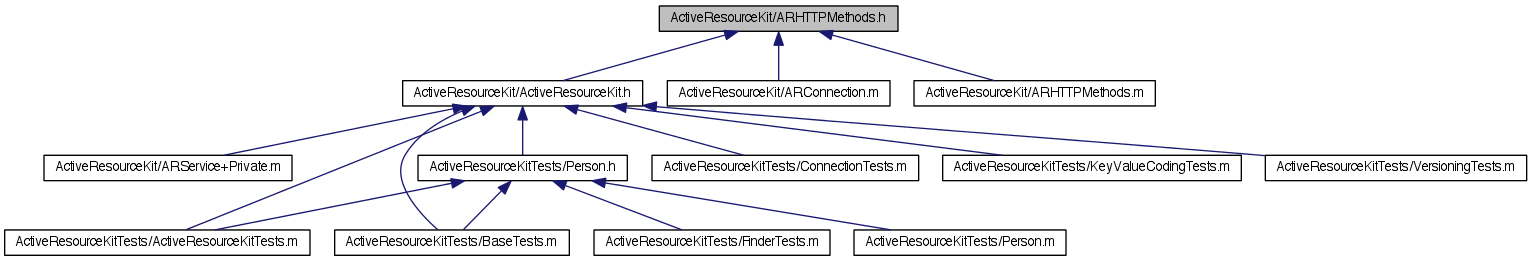 ActiveResourceKit/ARHTTPMethods.h
ActiveResourceKit/ActiveResourceKit.h
ActiveResourceKit/ARConnection.m
ActiveResourceKit/ARHTTPMethods.m
ActiveResourceKit/ARService+Private.m
ActiveResourceKitTests/Person.h
ActiveResourceKitTests/ConnectionTests.m
ActiveResourceKitTests/KeyValueCodingTests.m
ActiveResourceKitTests/VersioningTests.m
ActiveResourceKitTests/ActiveResourceKitTests.m
ActiveResourceKitTests/BaseTests.m
ActiveResourceKitTests/FinderTests.m
ActiveResourceKitTests/Person.m